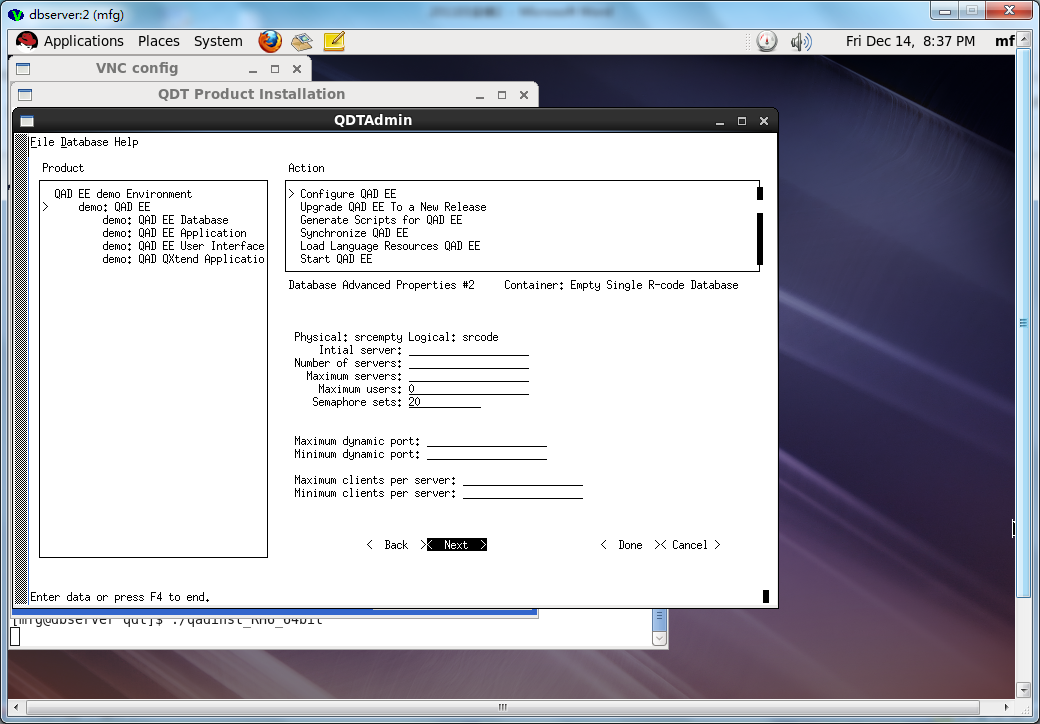 dbserver:2 (mfg)
Applications Places System
Fri Dec 14, 8:37 PM mf
VNC config
QDT Product Installation
QDTAdmin
File Database Help
Product
Action
QAD EE demo Environment
> demo: QAD EE
demo: QAD EE Database
demo: QAD EE Application
demo: QAD EE User Interface
demo: QAD QXtend Applicatio
> Configure QAD EE
Upgrade QAD EE To a New Release
Generate Scripts for QAD EE
Synchronize QAD EE
Load Language Resources QAD EE
Start QAD EE
Database Advanced Properties #2 Container: Empty Single R-code Database
Physical: srcempty Logical: srcode
Intial server:
Number of servers:
Maximum servers:
Maximum users: 0
Semaphore sets: 20
Maximum dynamic port:
Minimum dynamic port:
Maximum clients per server:
Minimum clients per server:
< Back >< Next > < Done >< Cancel >
Enter data or press F4 to end.
[mfg@dbserver qdt]$ ./qadinst_RH6_64bit